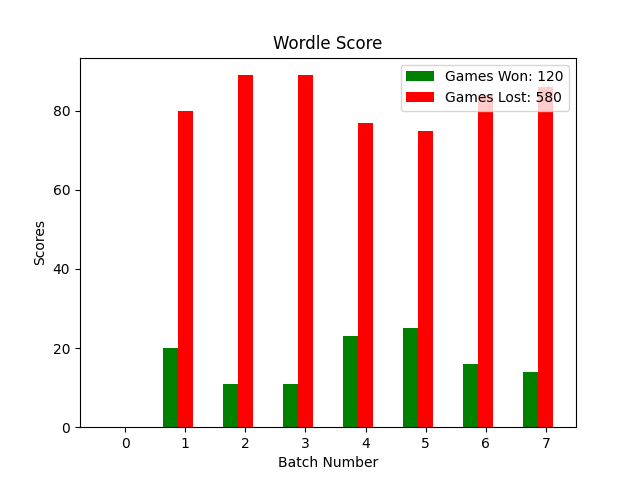 Wordle Score
Games Won: 120
Games Lost: 580
Scores
80
60
40
20
0
0 1 2 3 4 5 6 7
Batch Number